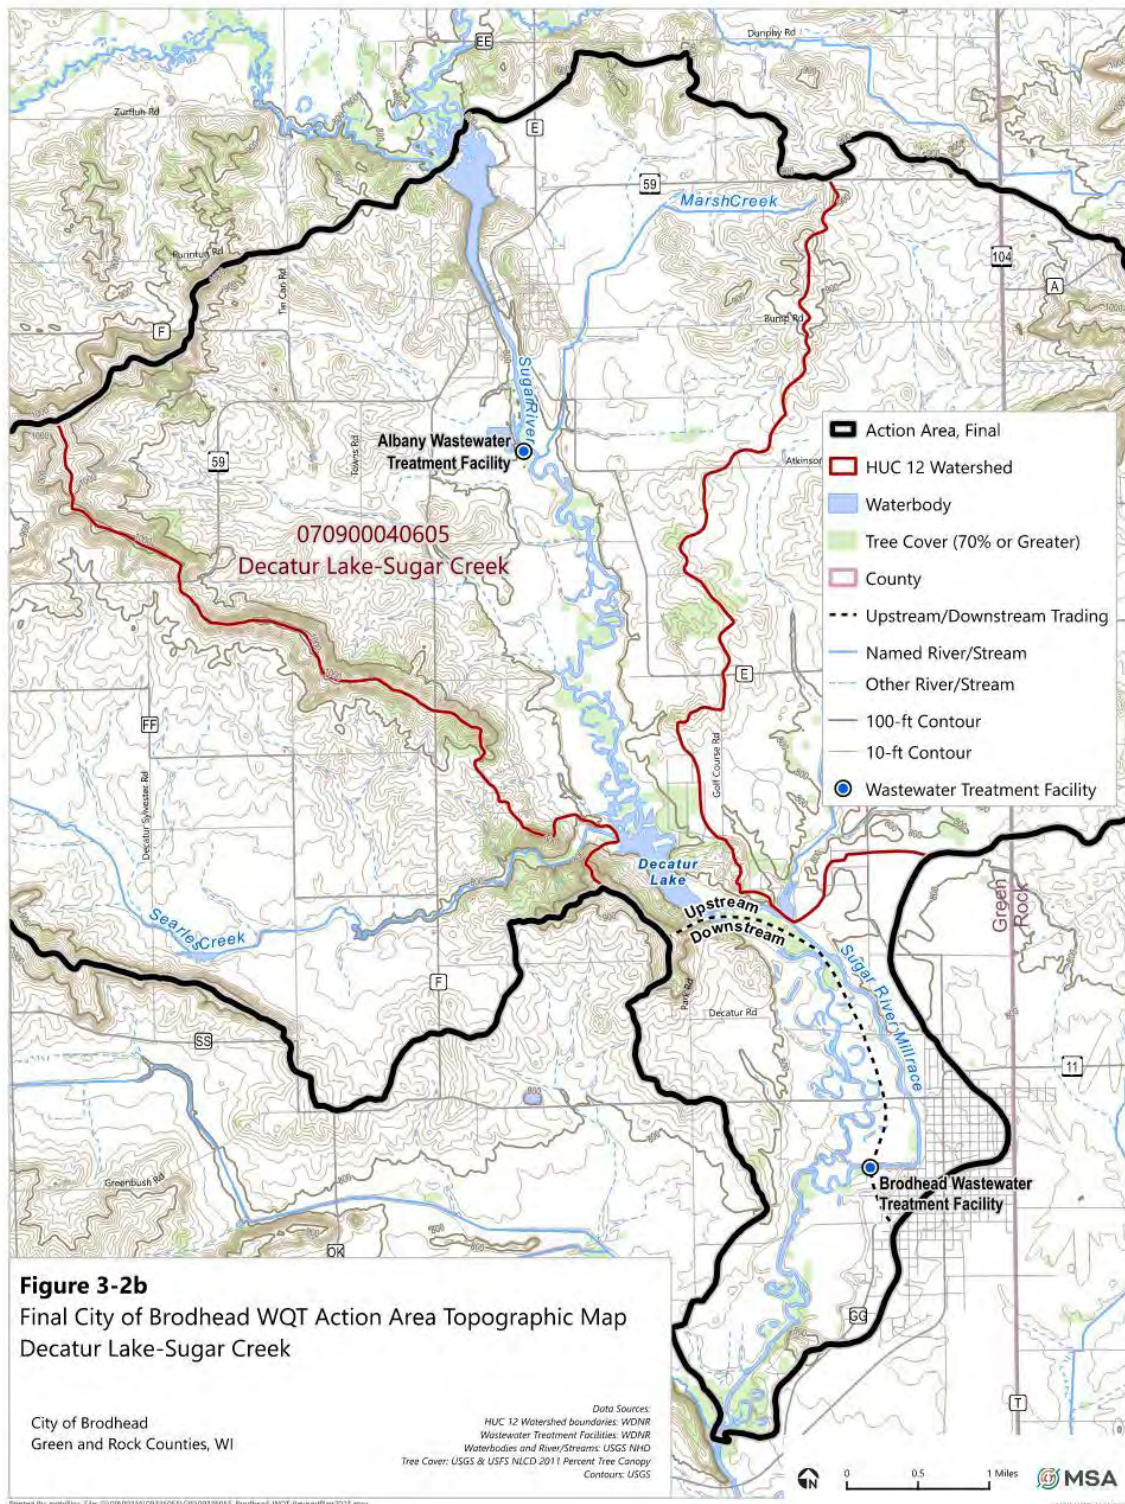 EE
Dunphy Rd
Zurfluh Rd
E
59
MarshCreek
Purintun Rd
104
Tin Can Rd
A
F
Bump Rd
SugarRiver
Albany Wastewater
Treatment Facility
59
Towns Rd
Atkinson
070900040605
Decatur Lake-Sugar Creek
Action Area, Final
HUC 12 Watershed
Waterbody
Tree Cover (70% or Greater)
County
Upstream/Downstream Trading
Named River/Stream
Other River/Stream
100-ft Contour
10-ft Contour
Wastewater Treatment Facility
E
FF
Golf Course Rd
Decatur Sylvester Rd
Decatur
Lake
Upstream
Downstream
Green
Rock
SearlesCreek
Sugar River Millrace
F
Park Rd
Decatur Rd
SS
11
Greenbush Rd
Brodhead Wastewater
Treatment Facility
OK
GG
T
Figure 3-2b
Final City of Brodhead WQT Action Area Topographic Map
Decatur Lake-Sugar Creek
City of Brodhead
Green and Rock Counties, WI
Data Sources:
HUC 12 Watershed boundaries: WDNR
Wastewater Treatment Facilities: WDNR
Waterbodies and River/Streams: USGS NHD
Tree Cover: USGS & USFS NLCD 2011 Percent Tree Canopy
Contours: USGS
N
0 0.5 1 Miles
MSA